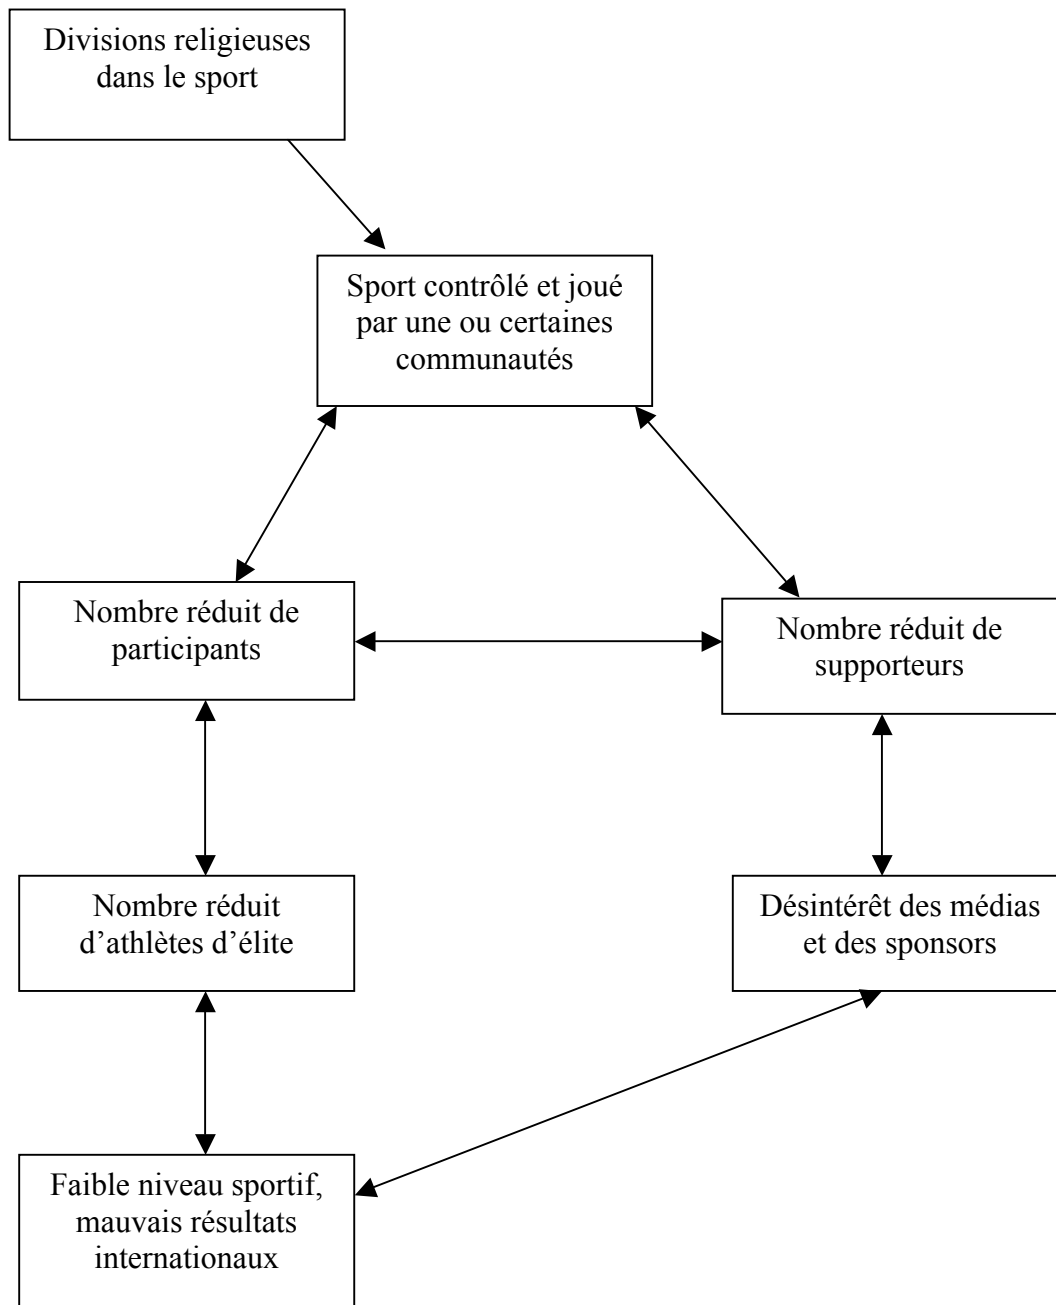 Divisions religieuses
dans le sport
Sport contrôlé et joué
par une ou certaines
communautés
Nombre réduit de
participants
Nombre réduit de
supporteurs
Nombre réduit
d’athlètes d’élite
Désintérêt des médias
et des sponsors
Faible niveau sportif,
mauvais résultats
internationaux